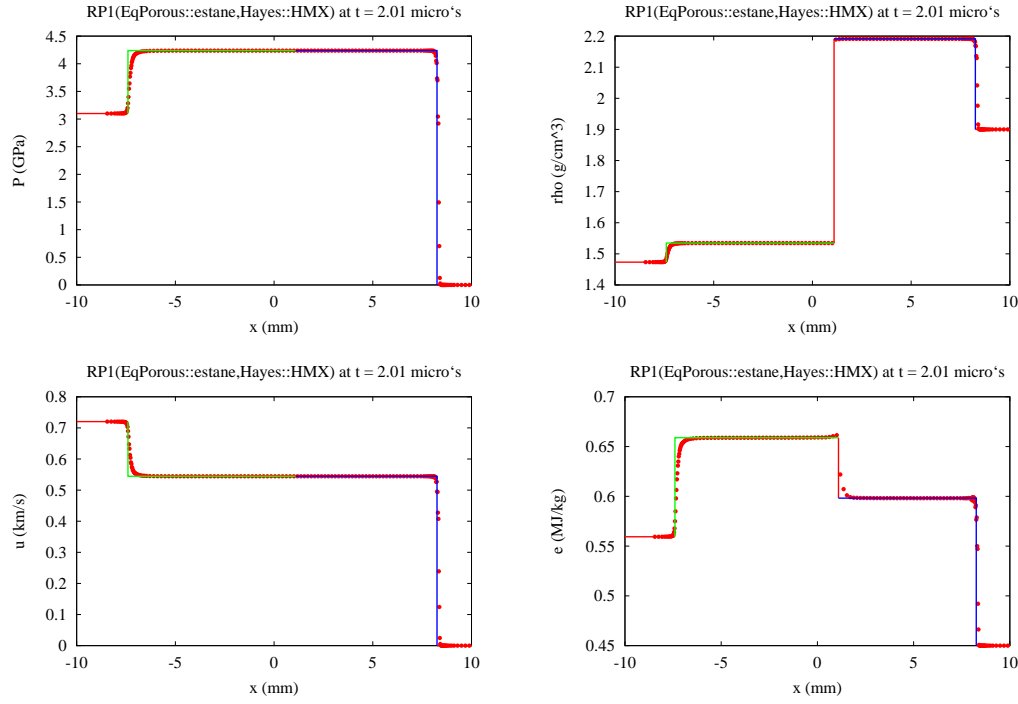 RP1(EqPorous::estane,Hayes::HMX) at t = 2.01 micro‘s
4.5
4
3.5
3
2.5
2
1.5
1
0.5
0
P (GPa)
-10 -5 0 5 10
x (mm)
RP1(EqPorous::estane,Hayes::HMX) at t = 2.01 micro‘s
2.2
2.1
2
1.9
1.8
1.7
1.6
1.5
1.4
rho (g/cm^3)
-10 -5 0 5 10
x (mm)
RP1(EqPorous::estane,Hayes::HMX) at t = 2.01 micro‘s
0.8
0.7
0.6
0.5
0.4
0.3
0.2
0.1
0
u (km/s)
-10 -5 0 5 10
x (mm)
RP1(EqPorous::estane,Hayes::HMX) at t = 2.01 micro‘s
0.7
0.65
0.6
0.55
0.5
0.45
e (MJ/kg)
-10 -5 0 5 10
x (mm)